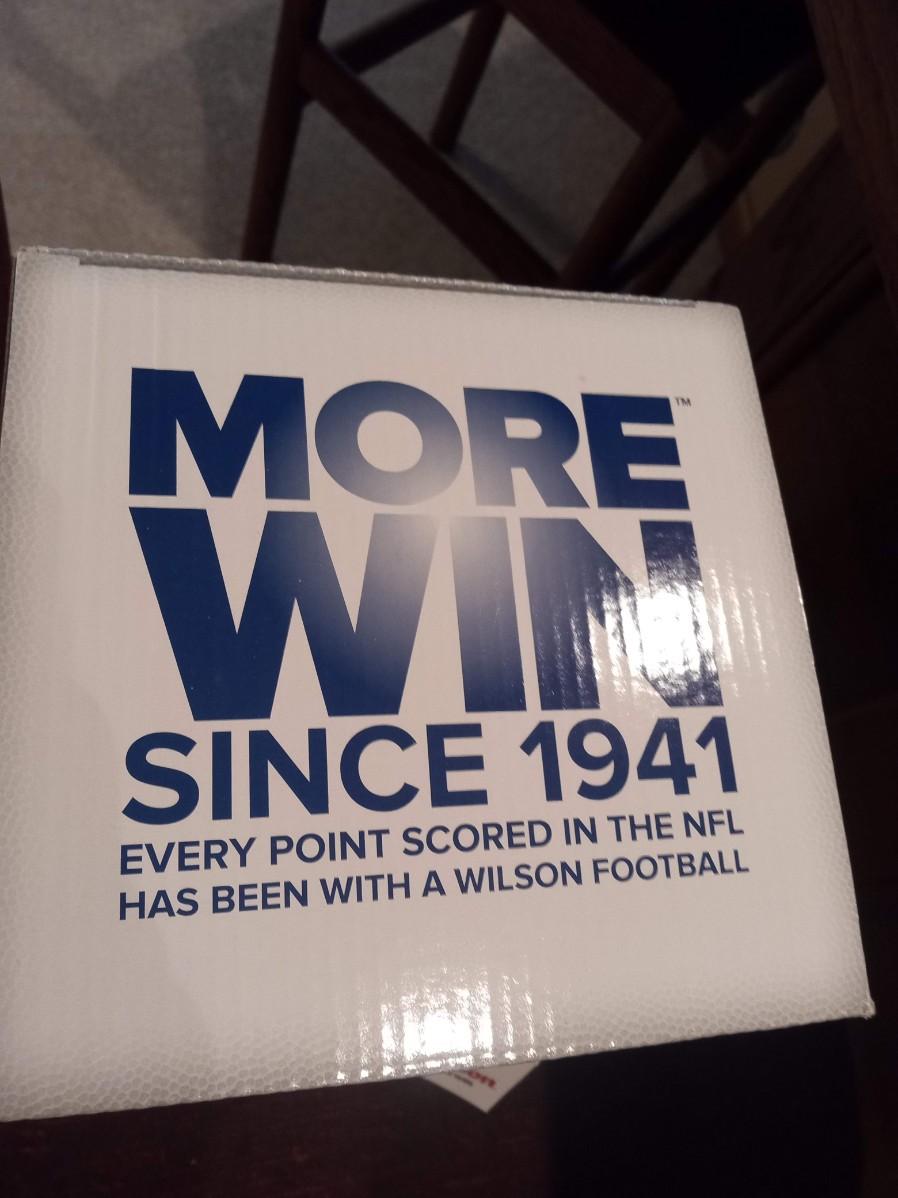 MORE™
WIN
SINCE 1941
EVERY POINT SCORED IN THE NFL
HAS BEEN WITH A WILSON FOOTBALL